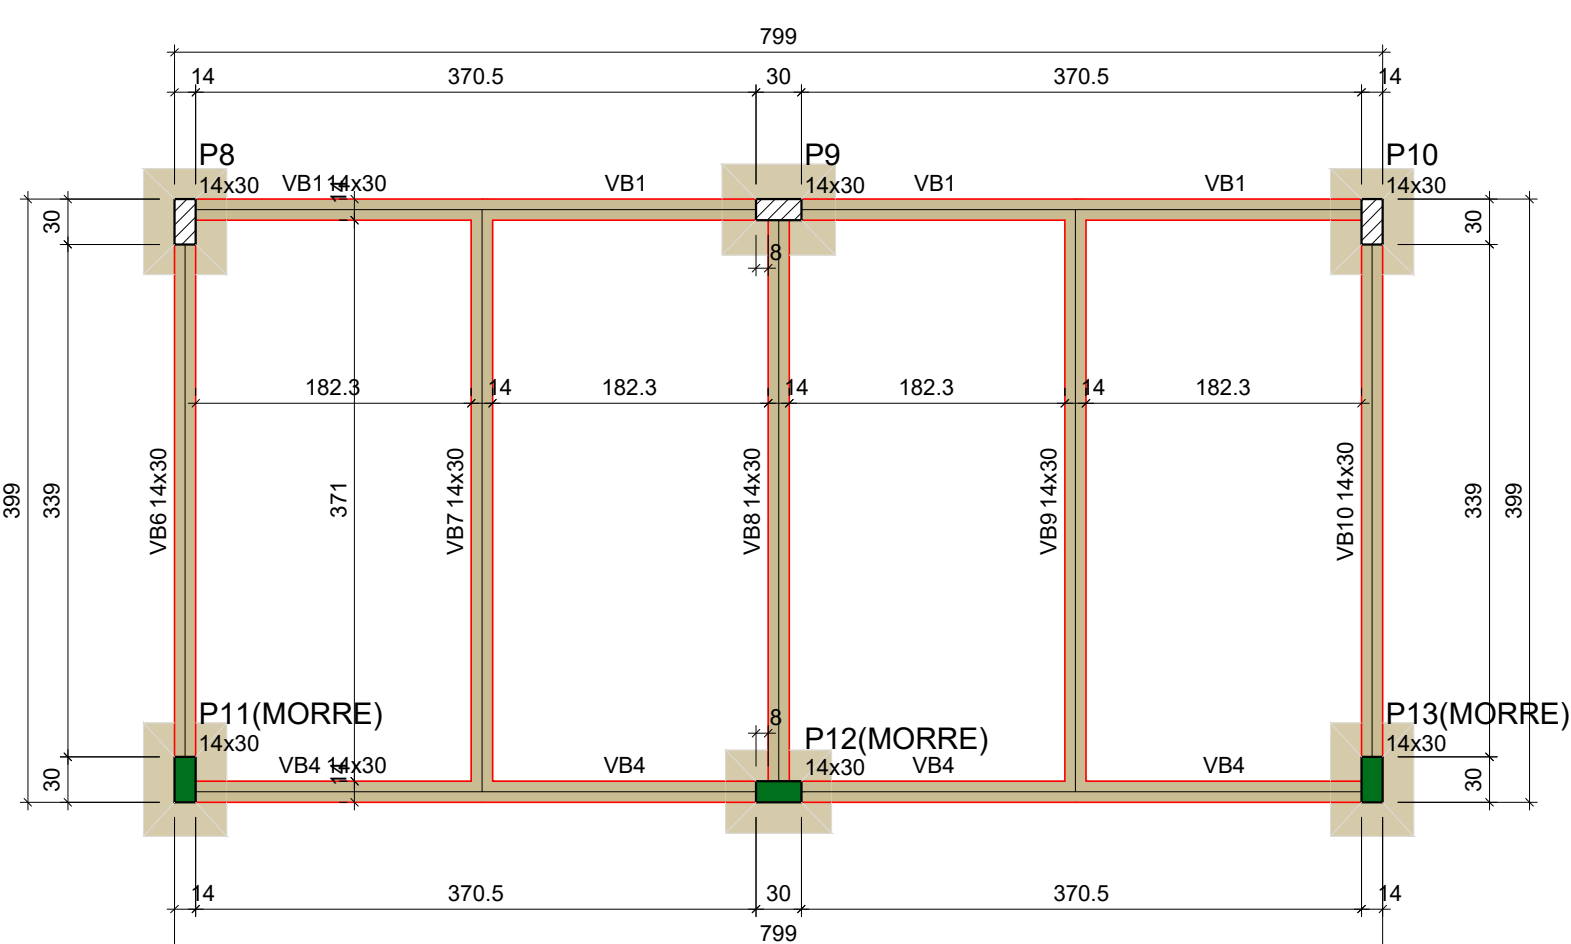 799
14 370.5 30 370.5 14
P8 P9 P10
14x30 VB1 14x30 VB1 14x30 VB1 VB1 14x30
14
30 30
8
182.3 14 182.3 14 182.3 14 182.3
399 339 VB6 14x30 371 VB7 14x30 VB8 14x30 VB9 14x30 VB10 14x30 339 399
P11(MORRE) P12(MORRE) P13(MORRE)
8
14x30 14x30 14x30
VB4 14x30 VB4 VB4 VB4
14
30 30
14 370.5 30 370.5 14
799